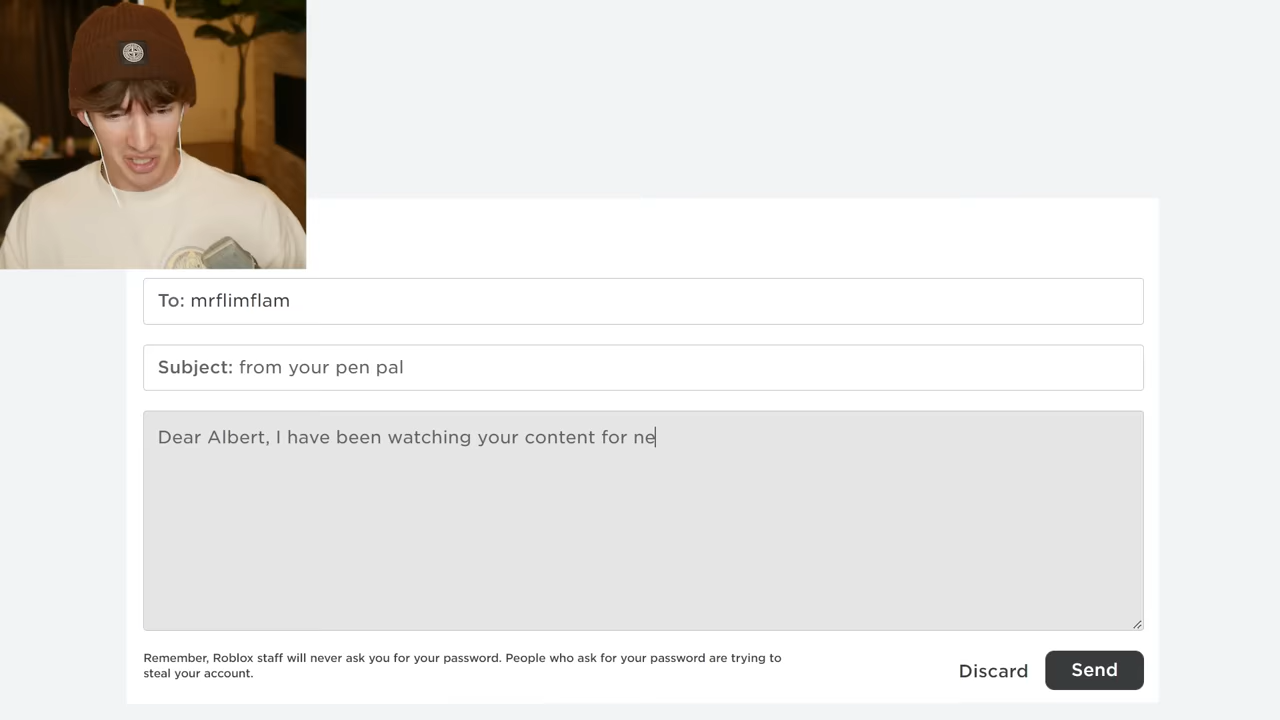 To: mrflimflam
Subject: from your pen pal
Dear Albert, I have been watching your content for ne
Remember, Roblox staff will never ask you for your password. People who ask for your password are trying to
steal your account.
Discard
Send